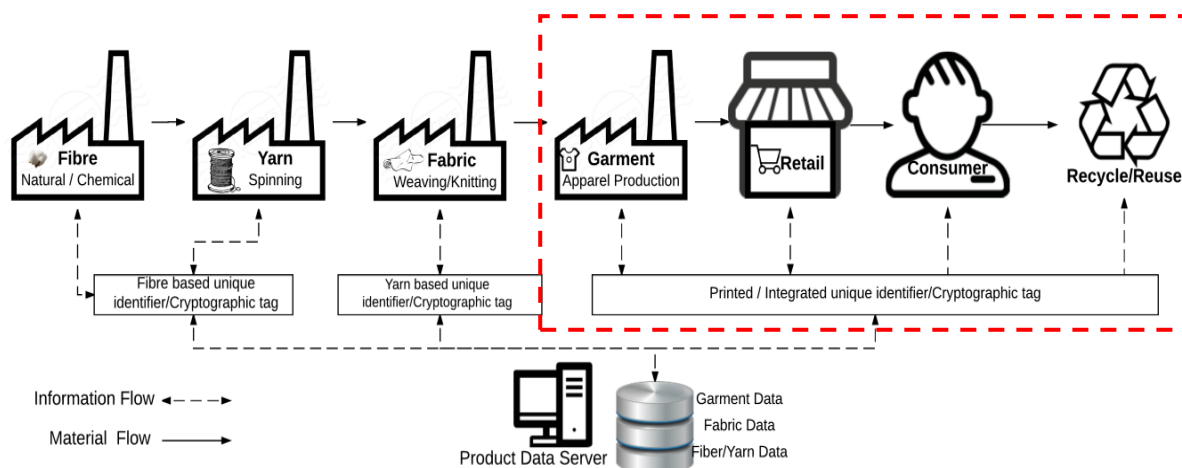 Fibre
Natural / Chemical
Yarn
Spinning
Fabric
Weaving/Knitting
Garment
Apparel Production
Retail
Consumer
Recycle/Reuse
Fibre based unique
identifier/Cryptographic tag
Yarn based unique
identifier/Cryptographic tag
Printed / Integrated unique identifier/Cryptographic tag
Information Flow
Material Flow
Product Data Server
Garment Data
Fabric Data
Fiber/Yarn Data